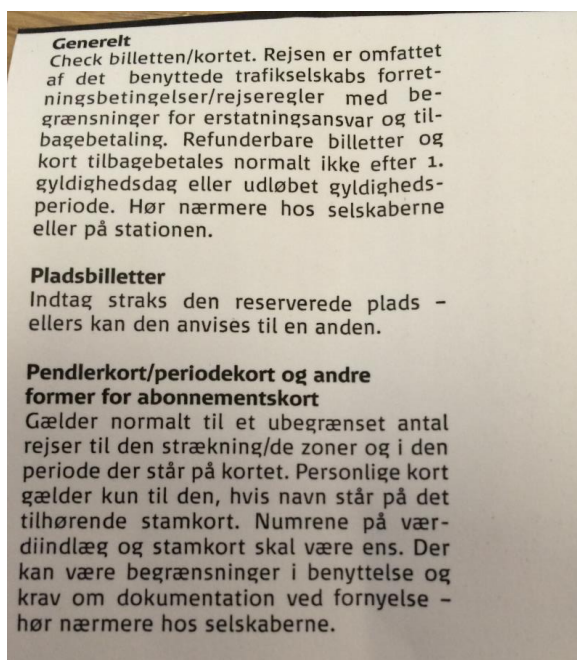 Generelt
Check billetten/kortet. Rejsen er omfattet
af det benyttede trafikselskabs forret-
ningsbetingelser/rejseregler med be-
grænsninger for erstatningsansvar og til-
bagebetaling. Refunderbare billetter og
kort tilbagebetales normalt ikke efter 1.
gyldighedsdag eller udløbet gyldigheds-
periode. Hør nærmere hos selskaberne
eller på stationen.
Pladsbilletter
Indtag straks den reserverede plads –
ellers kan den anvises til en anden.
Pendlerkort/periodekort og andre
former for abonnementskort
Gælder normalt til et ubegrænset antal
rejser til den strækning/de zoner og i den
periode der står på kortet. Personlige kort
gælder kun til den, hvis navn står på det
tilhørende stamkort. Numrene på vær-
diindlæg og stamkort skal være ens. Der
kan være begrænsninger i benyttelse og
krav om dokumentation ved fornyelse –
hør nærmere hos selskaberne.